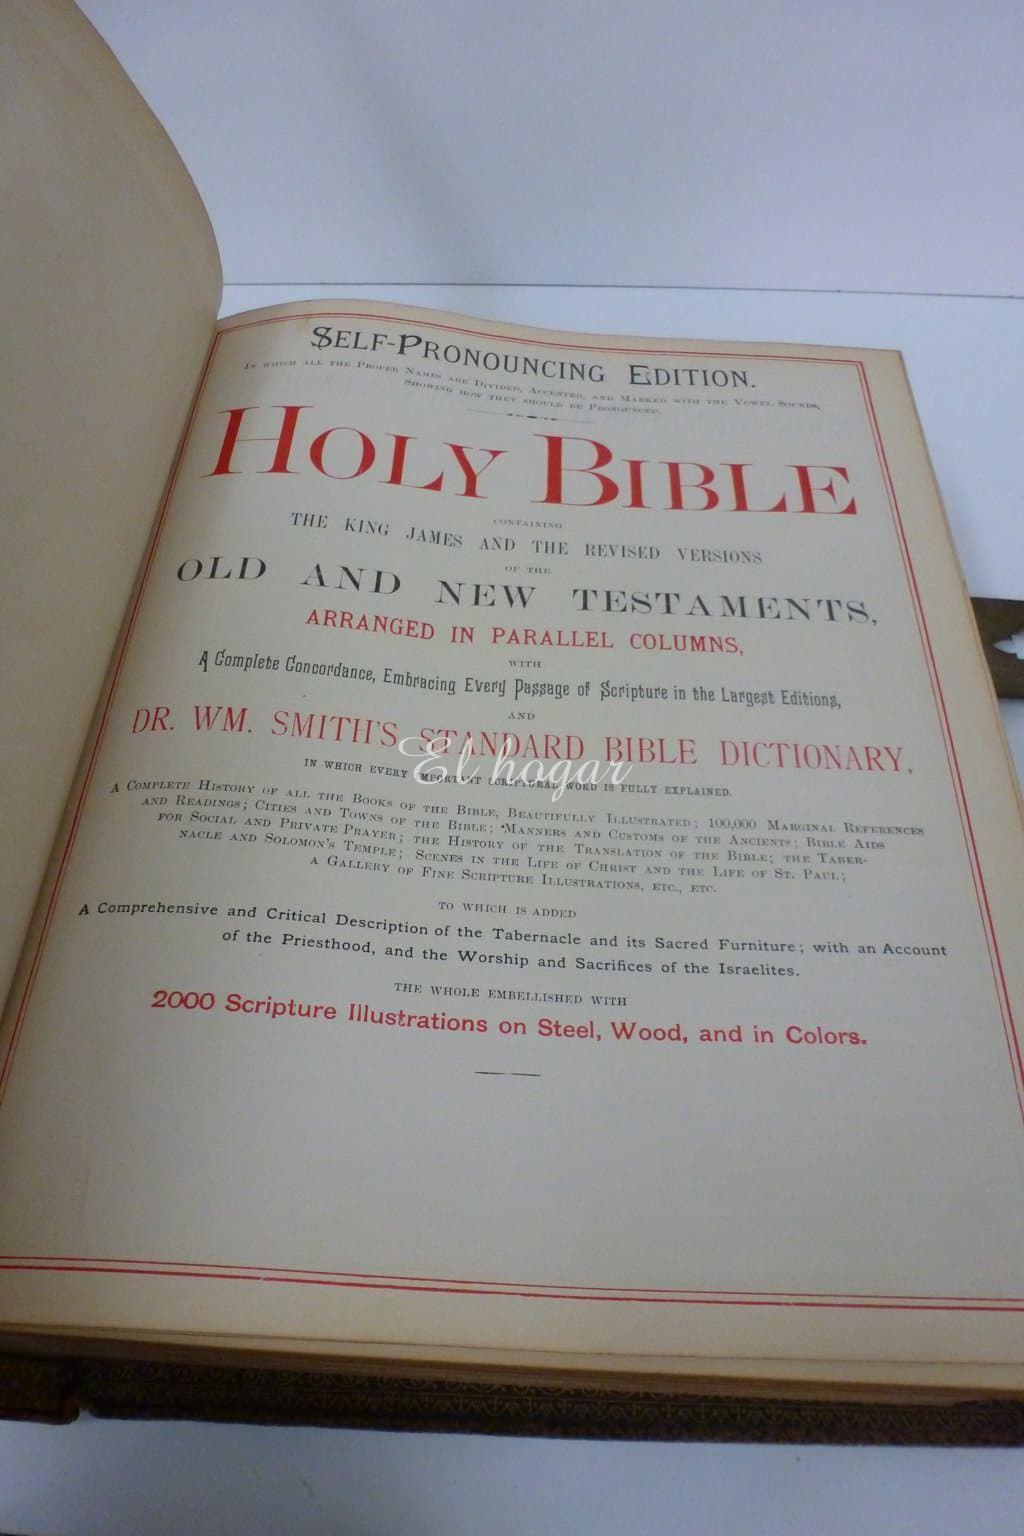 Self-Pronouncing Edition.
In which all the Proper Names are Divided, Accented, and Marked with the Vowel Sounds,
Showing how they should be Pronounced.
Holy Bible
CONTAINING
THE KING JAMES AND THE REVISED VERSIONS
OF THE
OLD AND NEW TESTAMENTS,
ARRANGED IN PARALLEL COLUMNS,
WITH
A Complete Concordance, Embracing Every Passage of Scripture in the Largest Editions,
AND
DR. WM. SMITH'S STANDARD BIBLE DICTIONARY,
El hogar
IN WHICH EVERY IMPORTANT SCRIPTURAL WORD IS FULLY EXPLAINED.
A Complete History of all the Books of the Bible, Beautifully Illustrated; 100,000 Marginal References
and Readings; Cities and Towns of the Bible; Manners and Customs of the Ancients; Bible Aids
for Social and Private Prayer; the History of the Translation of the Bible; the Taber-
nacle and Solomon's Temple; Scenes in the Life of Christ and the Life of St. Paul;
a Gallery of Fine Scripture Illustrations, etc., etc.
TO WHICH IS ADDED
A Comprehensive and Critical Description of the Tabernacle and its Sacred Furniture; with an Account
of the Priesthood, and the Worship and Sacrifices of the Israelites.
THE WHOLE EMBELLISHED WITH
2000 Scripture Illustrations on Steel, Wood, and in Colors.